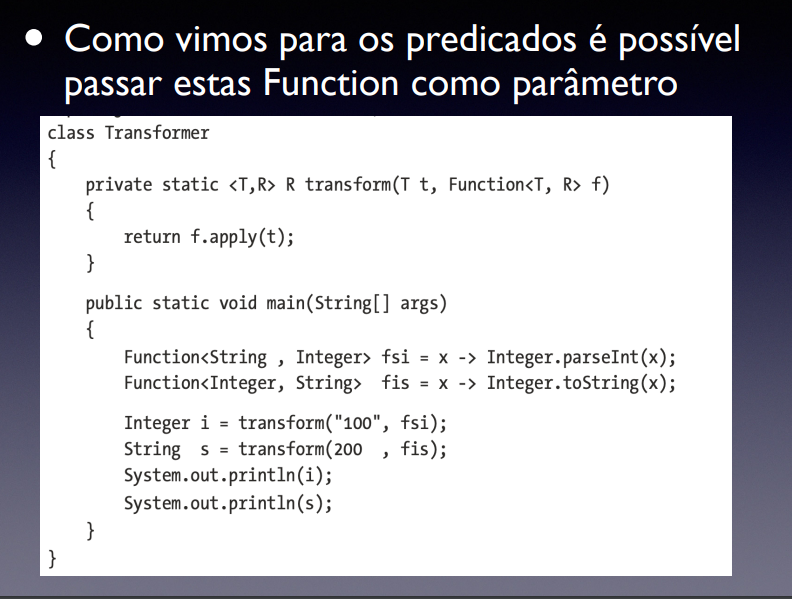 • Como vimos para os predicados é possível
passar estas Function como parâmetro
class Transformer
{
    private static <T,R> R transform(T t, Function<T, R> f)
    {
        return f.apply(t);
    }
    public static void main(String[] args)
    {
        Function<String , Integer> fsi = x -> Integer.parseInt(x);
        Function<Integer, String>  fis = x -> Integer.toString(x);
        Integer i = transform("100", fsi);
        String  s = transform(200  , fis);
        System.out.println(i);
        System.out.println(s);
    }
}